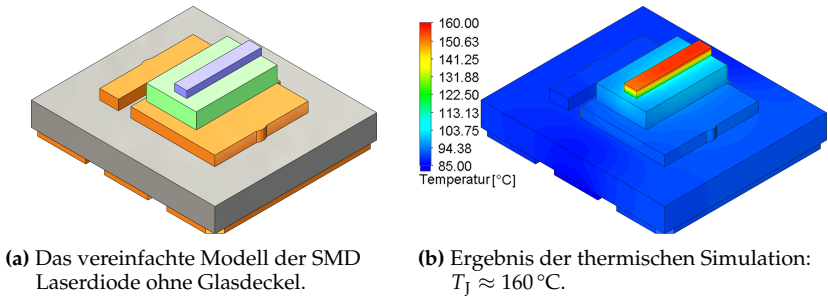 160.00
150.63
141.25
131.88
122.50
113.13
103.75
94.38
85.00
Temperatur [°C]
(a) Das vereinfachte Modell der SMD
Laserdiode ohne Glasdeckel.
(b) Ergebnis der thermischen Simulation:
T_J ≈ 160 °C.